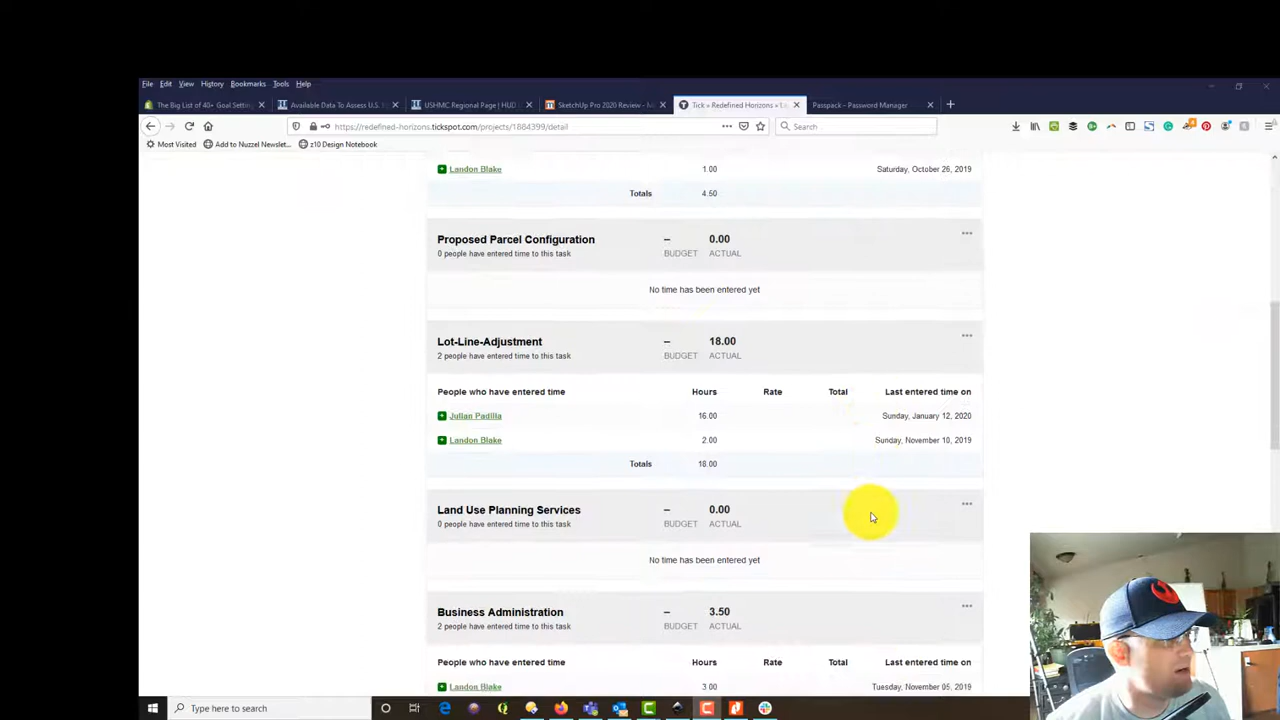 File Edit View History Bookmarks Tools Help
The Big List of 40+ Goal Settin
Available Data To Assess U.S.
USHMC Regional Page | HUD
SketchUp Pro 2020 Review - M
Tick » Redefined Horizons »
Passpack - Password Manager
https://redefined-horizons.tickspot.com/projects/1884399/detail
Search
Most Visited Add to Nuzzel Newslet... z10 Design Notebook
Landon Blake 1.00 Saturday, October 26, 2019
Totals 4.50
Proposed Parcel Configuration – 0.00
0 people have entered time to this task BUDGET ACTUAL
No time has been entered yet
Lot-Line-Adjustment – 18.00
2 people have entered time to this task BUDGET ACTUAL
People who have entered time Hours Rate Total Last entered time on
Julian Padilla 16.00 Sunday, January 12, 2020
Landon Blake 2.00 Sunday, November 10, 2019
Totals 18.00
Land Use Planning Services – 0.00
0 people have entered time to this task BUDGET ACTUAL
No time has been entered yet
Business Administration – 3.50
2 people have entered time to this task BUDGET ACTUAL
People who have entered time Hours Rate Total Last entered time on
Landon Blake 3.00 Tuesday, November 05, 2019
Type here to search